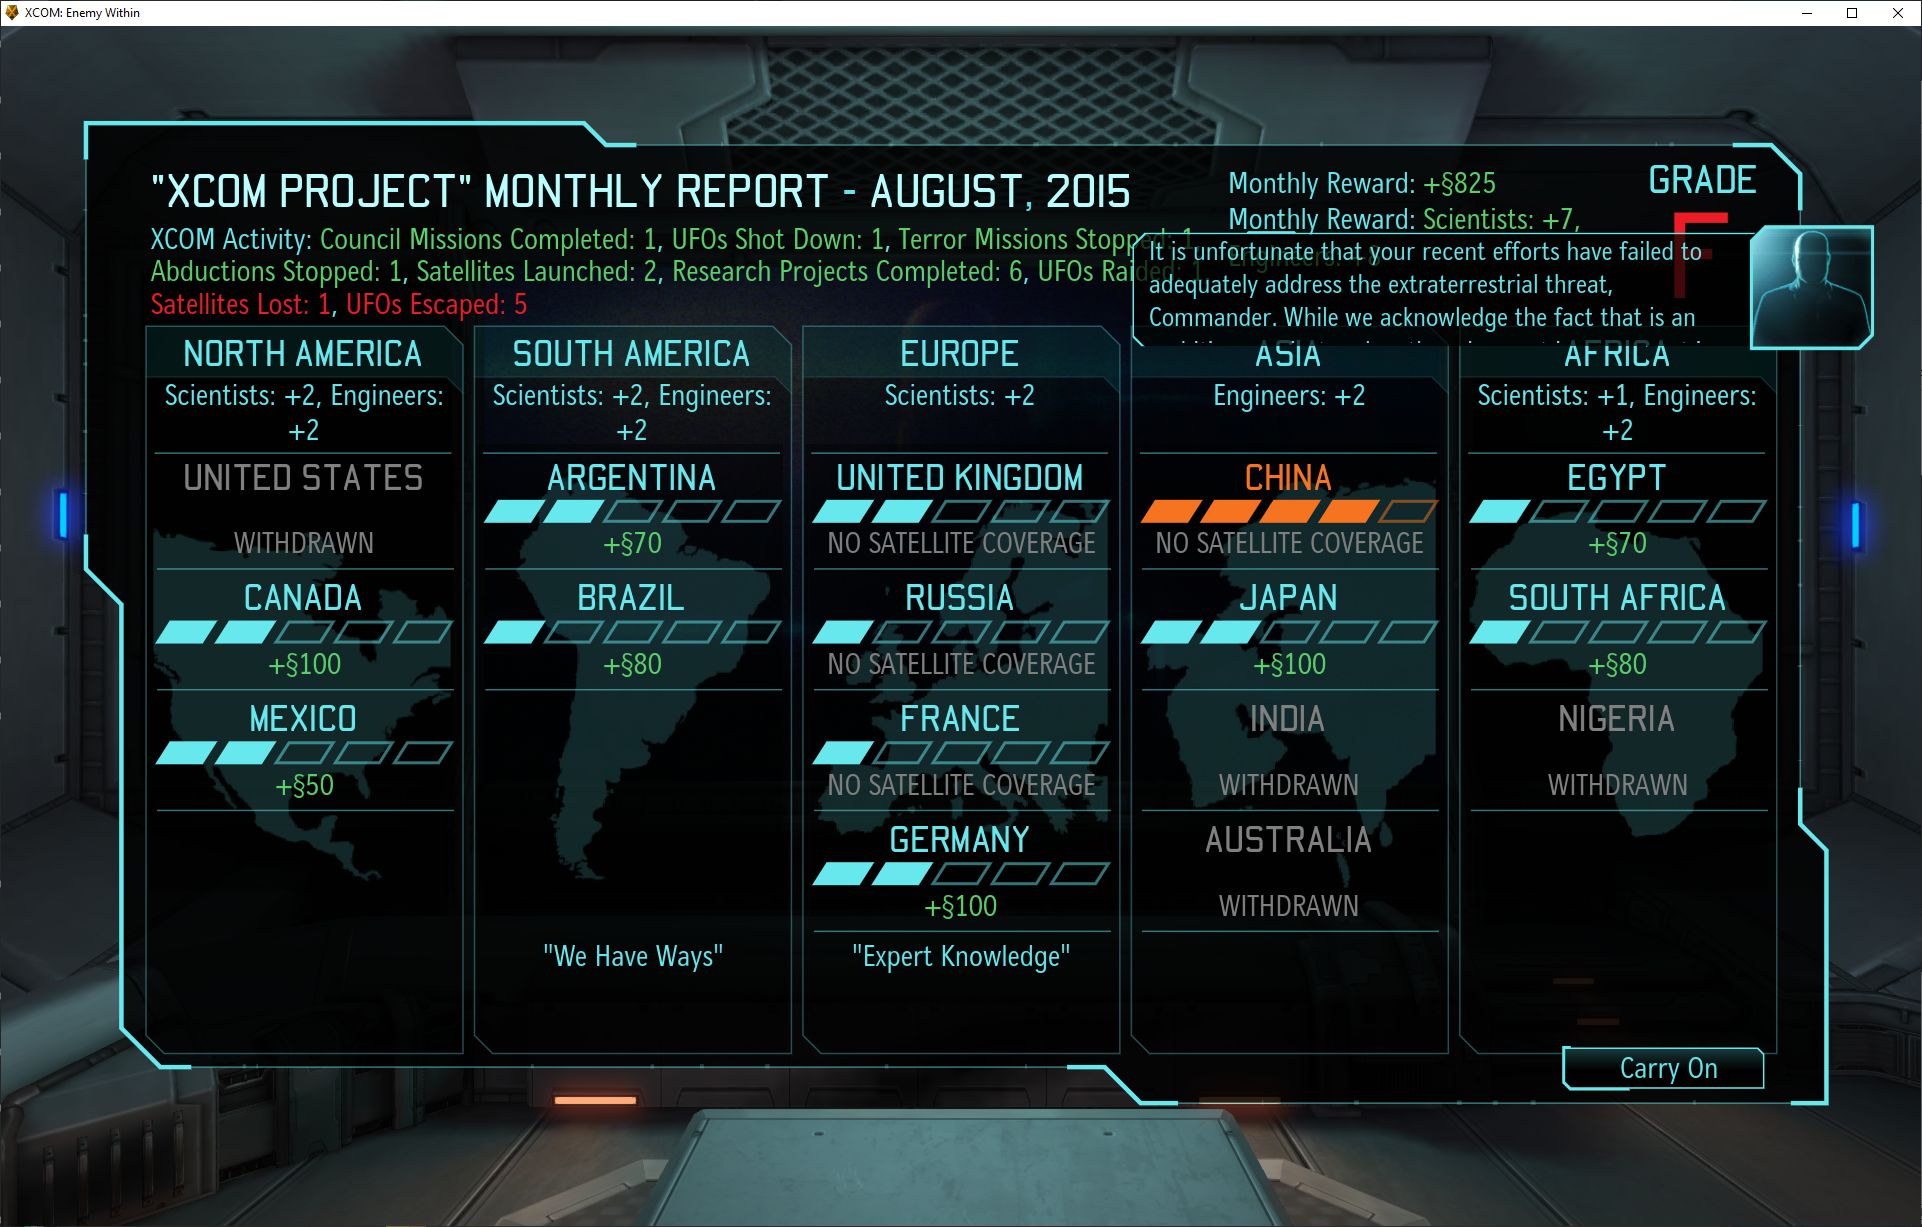 XCOM: Enemy Within
"XCOM PROJECT" MONTHLY REPORT - AUGUST, 2015
XCOM Activity: Council Missions Completed: 1, UFOs Shot Down: 1, Terror Missions Stopped: 1,
Abductions Stopped: 1, Satellites Launched: 2, Research Projects Completed: 6, UFOs Raided: 1
Satellites Lost: 1, UFOs Escaped: 5
Monthly Reward: +§825
Monthly Reward: Scientists: +7,
Engineers: +8
GRADE
F
It is unfortunate that your recent efforts have failed to
adequately address the extraterrestrial threat,
Commander. While we acknowledge the fact that is an
NORTH AMERICA
Scientists: +2, Engineers:
+2
UNITED STATES
WITHDRAWN
CANADA
+§100
MEXICO
+§50
SOUTH AMERICA
Scientists: +2, Engineers:
+2
ARGENTINA
+§70
BRAZIL
+§80
"We Have Ways"
EUROPE
Scientists: +2
UNITED KINGDOM
NO SATELLITE COVERAGE
RUSSIA
NO SATELLITE COVERAGE
FRANCE
NO SATELLITE COVERAGE
GERMANY
+§100
"Expert Knowledge"
ASIA
Engineers: +2
CHINA
NO SATELLITE COVERAGE
JAPAN
+§100
INDIA
WITHDRAWN
AUSTRALIA
WITHDRAWN
AFRICA
Scientists: +1, Engineers:
+2
EGYPT
+§70
SOUTH AFRICA
+§80
NIGERIA
WITHDRAWN
Carry On